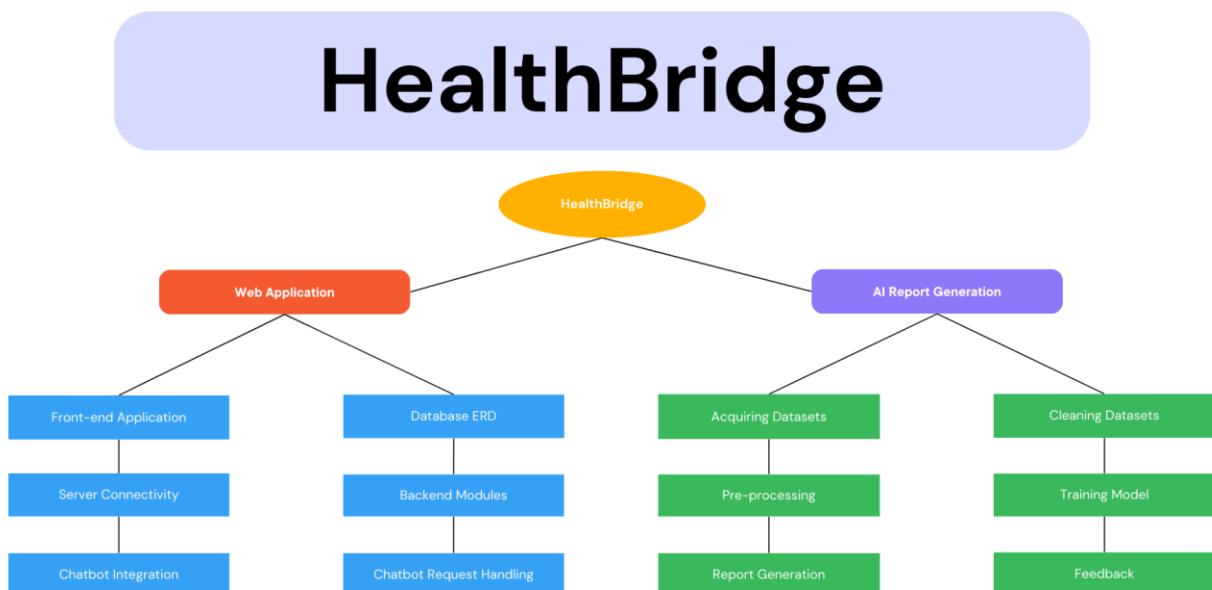 HealthBridge
HealthBridge
Web Application
AI Report Generation
Front-end Application
Database ERD
Acquiring Datasets
Cleaning Datasets
Server Connectivity
Backend Modules
Pre-processing
Training Model
Chatbot Integration
Chatbot Request Handling
Report Generation
Feedback